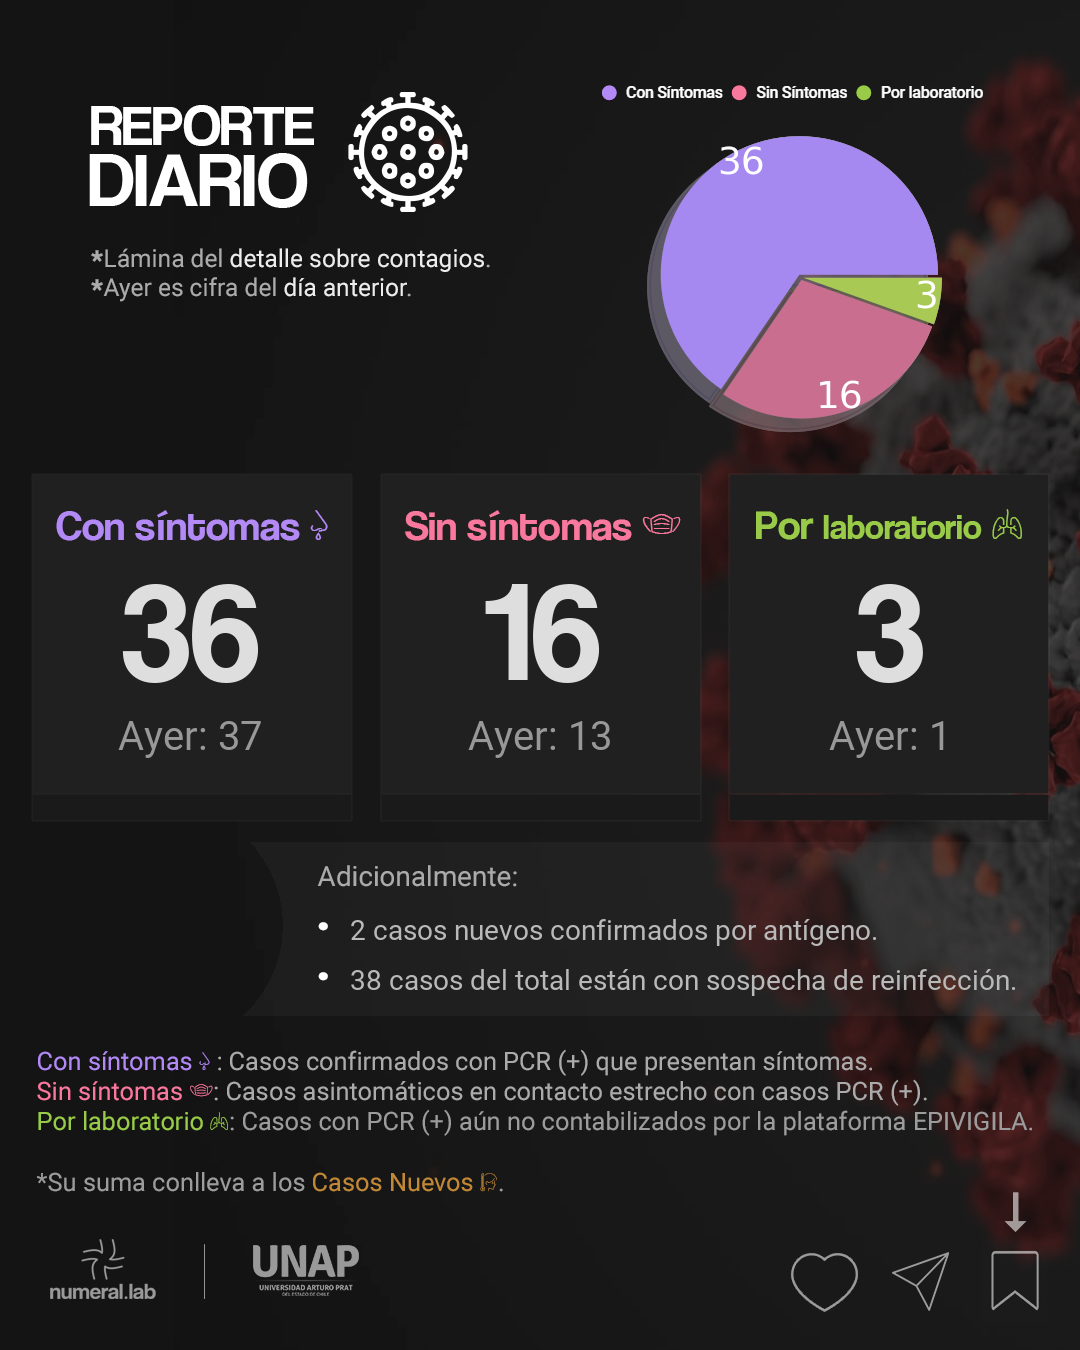 REPORTE
DIARIO
*Lámina del detalle sobre contagios.
*Ayer es cifra del día anterior.
Con Síntomas Sin Síntomas Por laboratorio
36
3
16
Con síntomas
36
Ayer: 37
Sin síntomas
16
Ayer: 13
Por laboratorio
3
Ayer: 1
Adicionalmente:
• 2 casos nuevos confirmados por antígeno.
• 38 casos del total están con sospecha de reinfección.
Con síntomas : Casos confirmados con PCR (+) que presentan síntomas.
Sin síntomas : Casos asintomáticos en contacto estrecho con casos PCR (+).
Por laboratorio : Casos con PCR (+) aún no contabilizados por la plataforma EPIVIGILA.
*Su suma conlleva a los Casos Nuevos .
numeral.lab
UNAP
UNIVERSIDAD ARTURO PRAT
DEL ESTADO DE CHILE